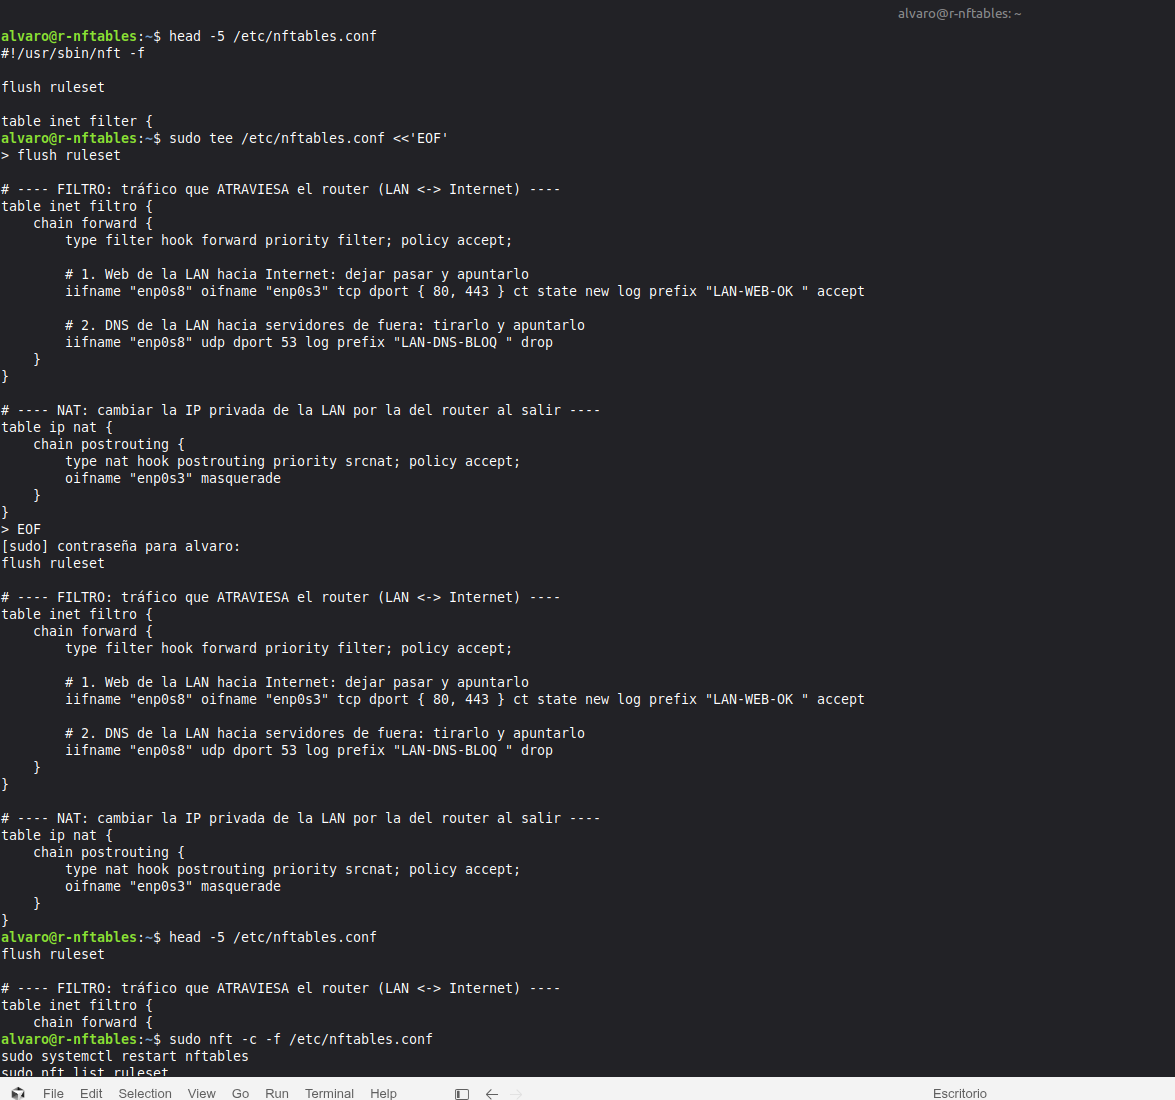 alvaro@r-nftables: ~
alvaro@r-nftables:~$ head -5 /etc/nftables.conf
#!/usr/sbin/nft -f
flush ruleset
table inet filter {
alvaro@r-nftables:~$ sudo tee /etc/nftables.conf <<'EOF'
> flush ruleset
# ---- FILTRO: tráfico que ATRAVIESA el router (LAN <-> Internet) ----
table inet filtro {
    chain forward {
        type filter hook forward priority filter; policy accept;
        # 1. Web de la LAN hacia Internet: dejar pasar y apuntarlo
        iifname "enp0s8" oifname "enp0s3" tcp dport { 80, 443 } ct state new log prefix "LAN-WEB-OK " accept
        # 2. DNS de la LAN hacia servidores de fuera: tirarlo y apuntarlo
        iifname "enp0s8" udp dport 53 log prefix "LAN-DNS-BLOQ " drop
    }
}
# ---- NAT: cambiar la IP privada de la LAN por la del router al salir ----
table ip nat {
    chain postrouting {
        type nat hook postrouting priority srcnat; policy accept;
        oifname "enp0s3" masquerade
    }
}
> EOF
[sudo] contraseña para alvaro:
flush ruleset
# ---- FILTRO: tráfico que ATRAVIESA el router (LAN <-> Internet) ----
table inet filtro {
    chain forward {
        type filter hook forward priority filter; policy accept;
        # 1. Web de la LAN hacia Internet: dejar pasar y apuntarlo
        iifname "enp0s8" oifname "enp0s3" tcp dport { 80, 443 } ct state new log prefix "LAN-WEB-OK " accept
        # 2. DNS de la LAN hacia servidores de fuera: tirarlo y apuntarlo
        iifname "enp0s8" udp dport 53 log prefix "LAN-DNS-BLOQ " drop
    }
}
# ---- NAT: cambiar la IP privada de la LAN por la del router al salir ----
table ip nat {
    chain postrouting {
        type nat hook postrouting priority srcnat; policy accept;
        oifname "enp0s3" masquerade
    }
}
alvaro@r-nftables:~$ head -5 /etc/nftables.conf
flush ruleset
# ---- FILTRO: tráfico que ATRAVIESA el router (LAN <-> Internet) ----
table inet filtro {
    chain forward {
alvaro@r-nftables:~$ sudo nft -c -f /etc/nftables.conf
sudo systemctl restart nftables
sudo nft list ruleset
File Edit Selection View Go Run Terminal Help Escritorio